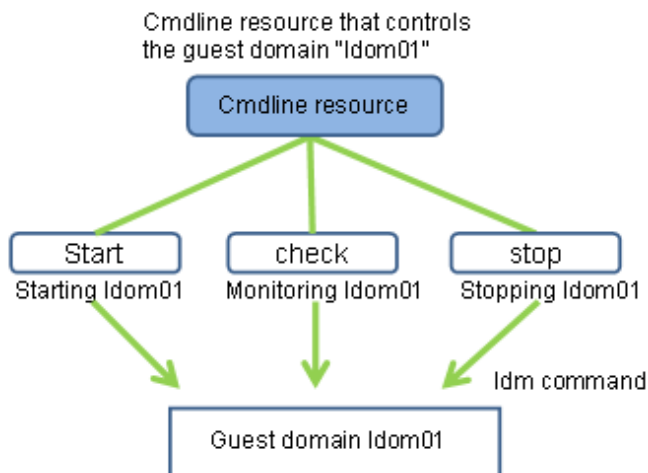 Cmdline resource that controls
the guest domain "ldom01"
Cmdline resource
Start
check
stop
Starting ldom01
Monitoring ldom01
Stopping ldom01
ldm command
Guest domain ldom01